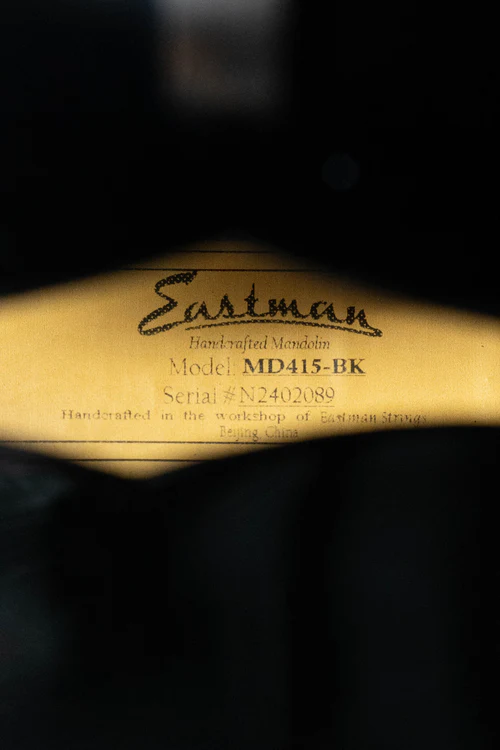 Eastman
Handcrafted Mandolin
Model: MD415-BK
Serial #N2402089
Handcrafted in the workshop of Eastman Strings
Beijing, China